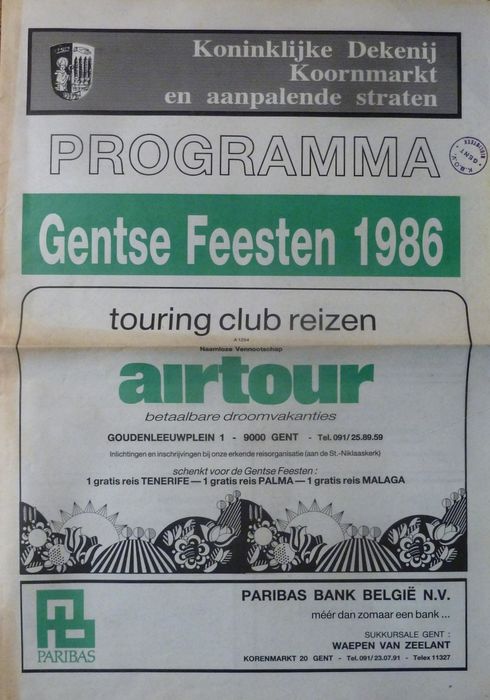 Koninklijke Dekenij
Koornmarkt
en aanpalende straten
PROGRAMMA
Gentse Feesten 1986
touring club reizen
A 1254
Naamloze Vennootschap
airtour
betaalbare droomvakanties
GOUDENLEEUWPLEIN 1 - 9000 GENT - Tel. 091/25.89.59
Inlichtingen en inschrijvingen bij onze erkende reisorganisatie (aan de St.-Niklaaskerk)
schenkt voor de Gentse Feesten :
1 gratis reis TENERIFE — 1 gratis reis PALMA — 1 gratis reis MALAGA
PARIBAS
PARIBAS BANK BELGIË N.V.
méér dan zomaar een bank ...
SUKKURSALE GENT :
WAEPEN VAN ZEELANT
KORENMARKT 20 GENT - Tel. 091/23.07.91 - Telex 11327